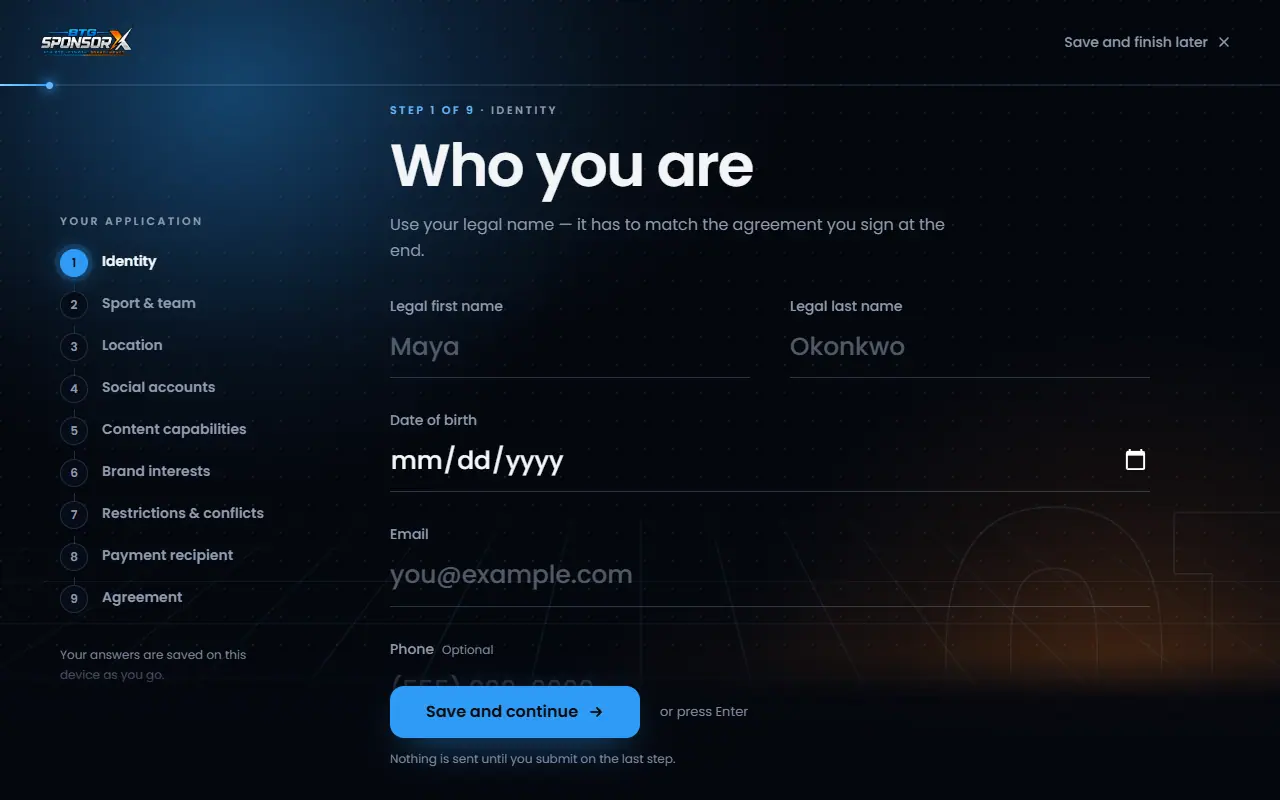 BTG
SPONSORX
Save and finish later
STEP 1 OF 9 · IDENTITY
Who you are
Use your legal name — it has to match the agreement you sign at the
end.
YOUR APPLICATION
1 Identity
2 Sport & team
3 Location
4 Social accounts
5 Content capabilities
6 Brand interests
7 Restrictions & conflicts
8 Payment recipient
9 Agreement
Your answers are saved on this
device as you go.
Legal first name
Maya
Legal last name
Okonkwo
Date of birth
mm/dd/yyyy
Email
you@example.com
Phone Optional
01
Save and continue →
or press Enter
Nothing is sent until you submit on the last step.